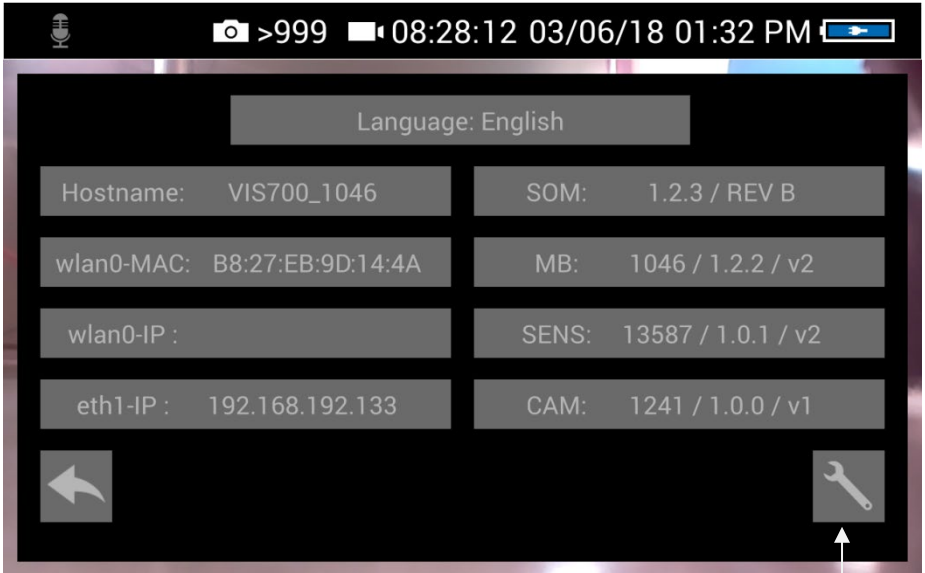 >999 08:28:12 03/06/18 01:32 PM
Language: English
Hostname: VIS700_1046
SOM: 1.2.3 / REV B
wlan0-MAC: B8:27:EB:9D:14:4A
MB: 1046 / 1.2.2 / v2
wlan0-IP :
SENS: 13587 / 1.0.1 / v2
eth1-IP : 192.168.192.133
CAM: 1241 / 1.0.0 / v1